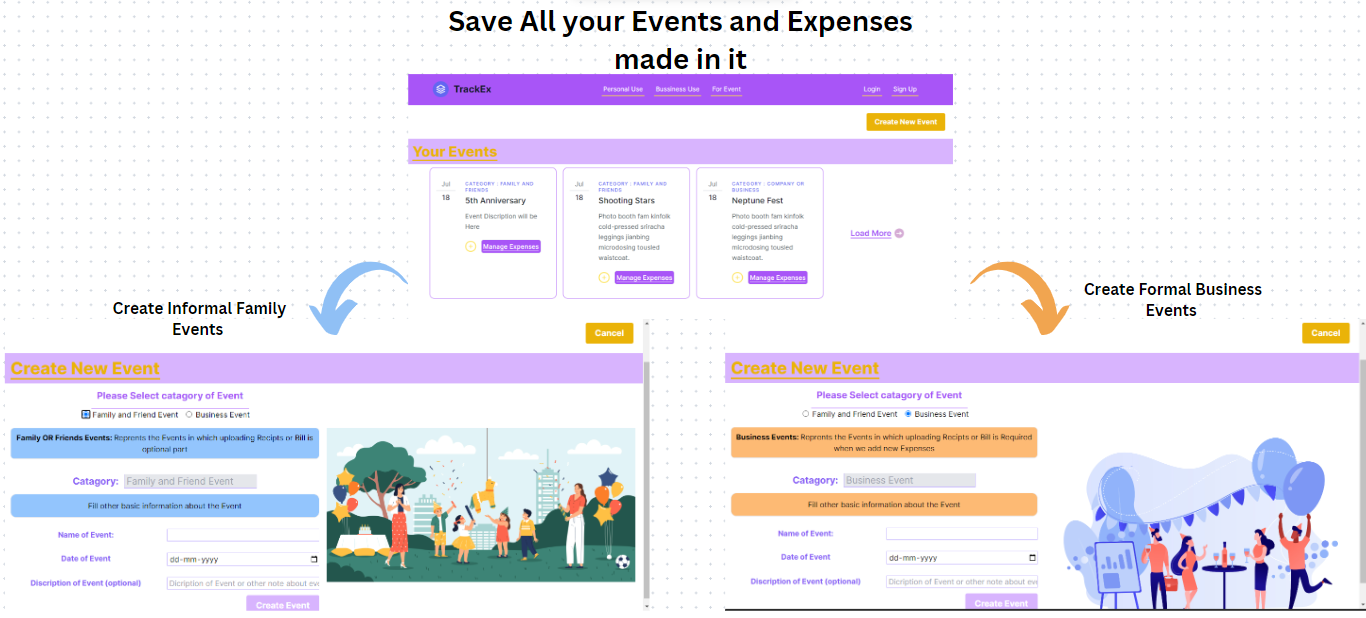 Save All your Events and Expenses
made in it
TrackEx
Personal Use Bussiness Use For Event
Login Sign Up
Create New Event
Your Events
Jul
18
CATEGORY : FAMILY AND
FRIENDS
5th Anniversary
Event Discription will be
Here
Manage Expenses
Jul
18
CATEGORY : FAMILY AND
FRIENDS
Shooting Stars
Photo booth fam kinfolk
cold-pressed sriracha
leggings jianbing
microdosing tousled
waistcoat.
Manage Expenses
Jul
18
CATEGORY : COMPANY OR
BUSINESS
Neptune Fest
Photo booth fam kinfolk
cold-pressed sriracha
leggings jianbing
microdosing tousled
waistcoat.
Manage Expenses
Load More
Create Informal Family
Events
Create Formal Business
Events
Cancel
Create New Event
Please Select catagory of Event
Family and Friend Event Business Event
Family OR Friends Events: Reprents the Events in which uploading Recipts or Bill is
optional part
Catagory: Family and Friend Event
Fill other basic information about the Event
Name of Event:
Date of Event dd-mm-yyyy
Discription of Event (optional) Dicription of Event or other note about eve
Create Event
Cancel
Create New Event
Please Select catagory of Event
Family and Friend Event Business Event
Business Events: Reprents the Events in which uploading Recipts or Bill is Required
when we add new Expenses
Catagory: Business Event
Fill other basic information about the Event
Name of Event:
Date of Event dd-mm-yyyy
Discription of Event (optional) Dicription of Event or other note about eve
Create Event